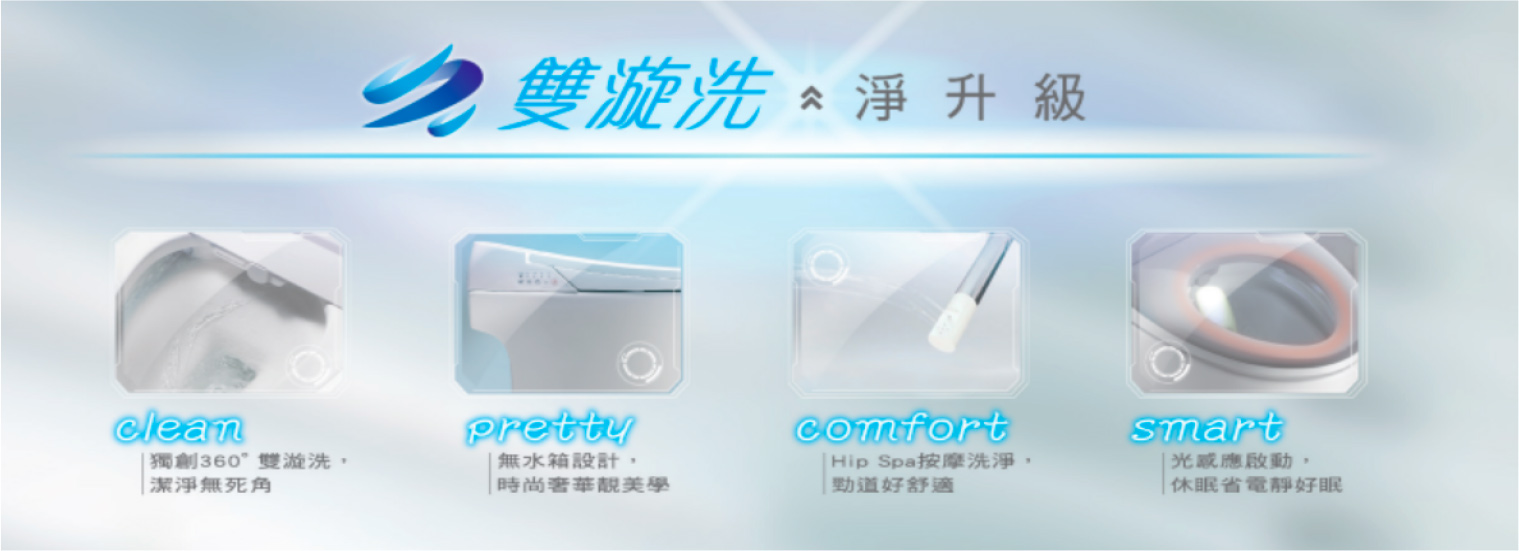 雙漩洗 淨升級
clean
獨創360°雙漩洗，
潔淨無死角
pretty
無水箱設計，
時尚奢華靚美學
comfort
Hip Spa按摩洗淨，
勁道好舒適
smart
光感應啟動，
休眠省電靜好眠